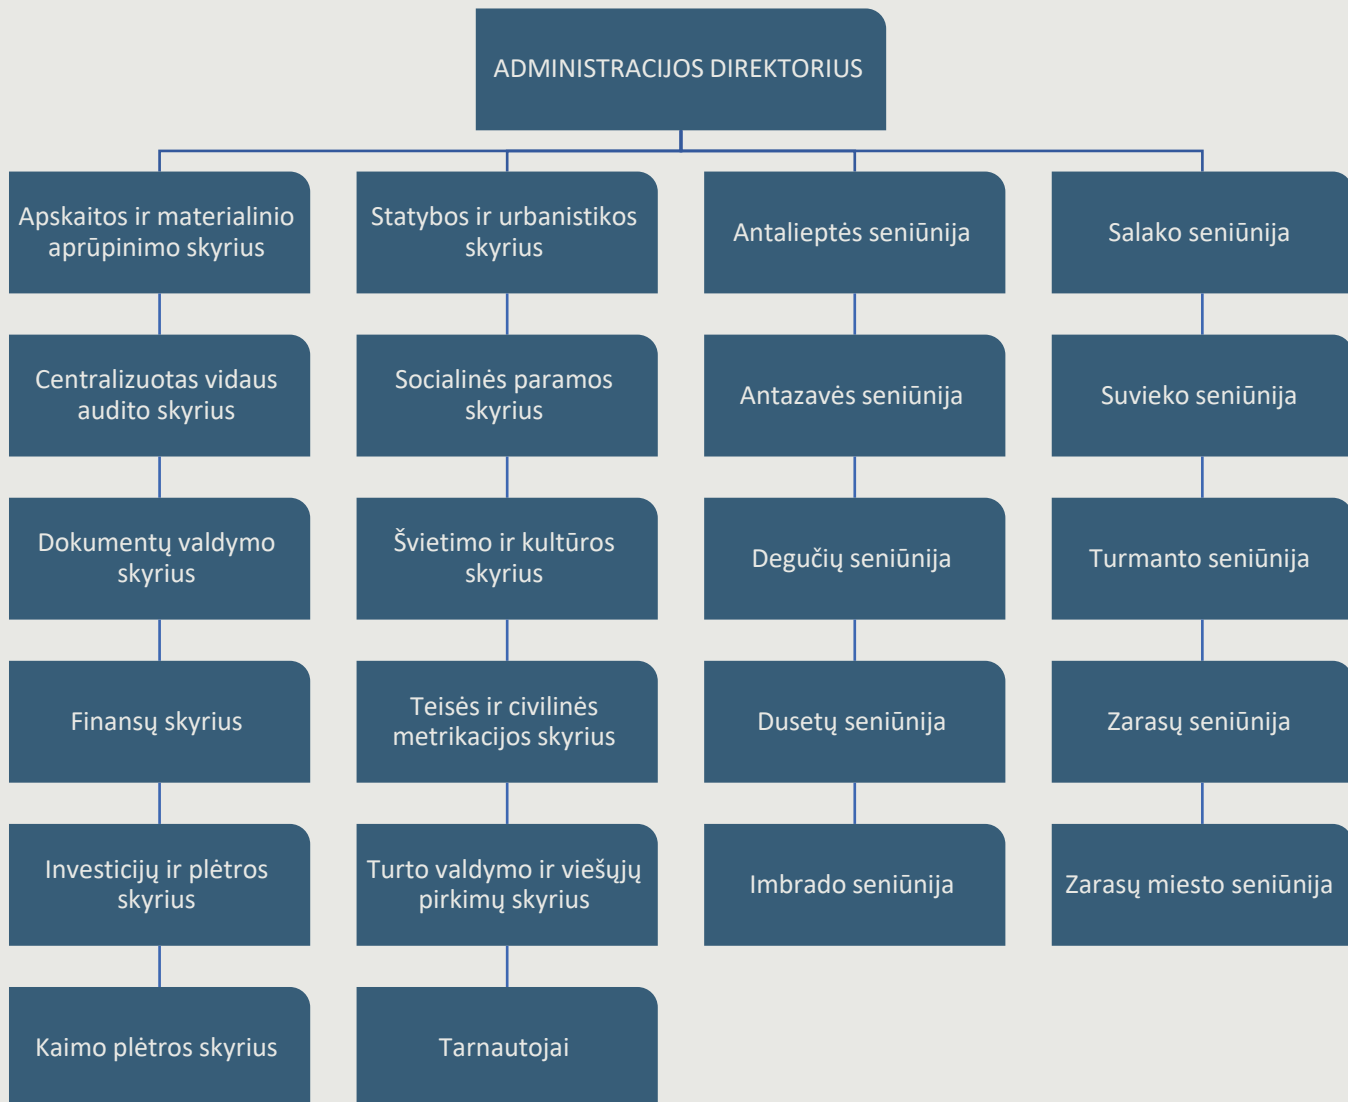 ADMINISTRACIJOS DIREKTORIUS
Apskaitos ir materialinio
aprūpinimo skyrius
Centralizuotas vidaus
audito skyrius
Dokumentų valdymo
skyrius
Finansų skyrius
Investicijų ir plėtros
skyrius
Kaimo plėtros skyrius
Statybos ir urbanistikos
skyrius
Socialinės paramos
skyrius
Švietimo ir kultūros
skyrius
Teisės ir civilinės
metrikacijos skyrius
Turto valdymo ir viešųjų
pirkimų skyrius
Tarnautojai
Antalieptės seniūnija
Antazavės seniūnija
Degučių seniūnija
Dusetų seniūnija
Imbrado seniūnija
Salako seniūnija
Suvieko seniūnija
Turmanto seniūnija
Zarasų seniūnija
Zarasų miesto seniūnija